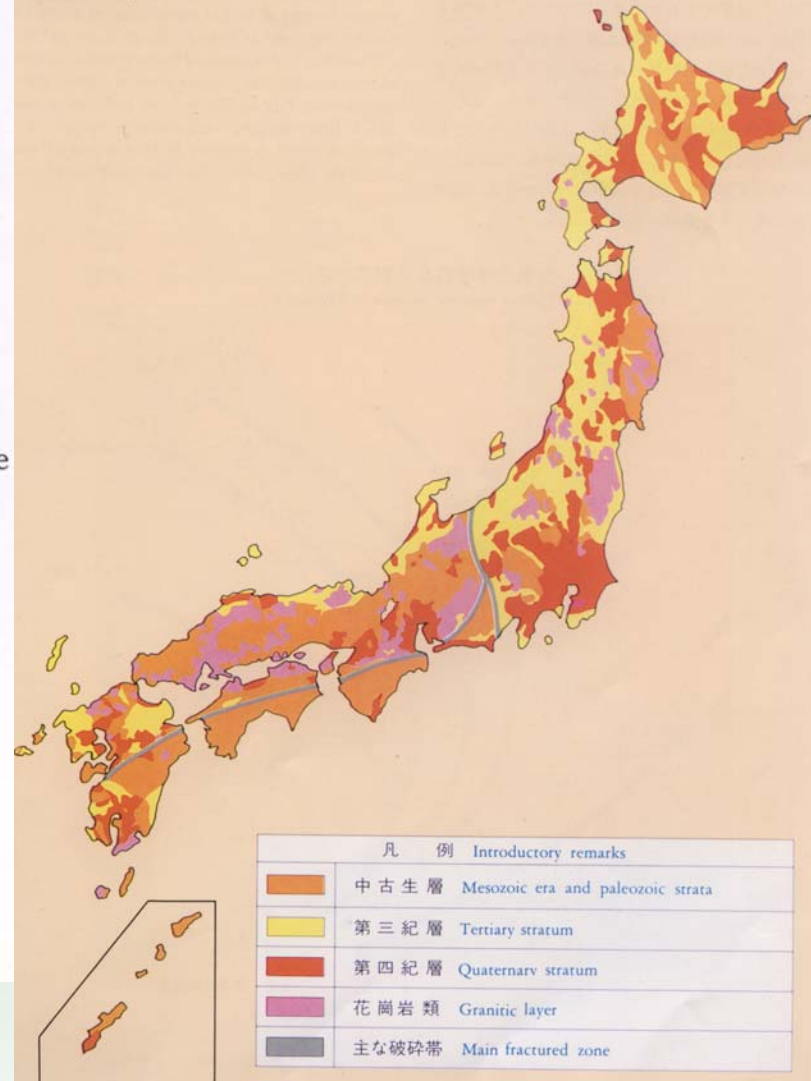 e
凡 例 Introductory remarks
中古生層 Mesozoic era and paleozoic strata
第三紀層 Tertiary stratum
第四紀層 Quaternary stratum
花崗岩類 Granitic layer
主な破砕帯 Main fractured zone